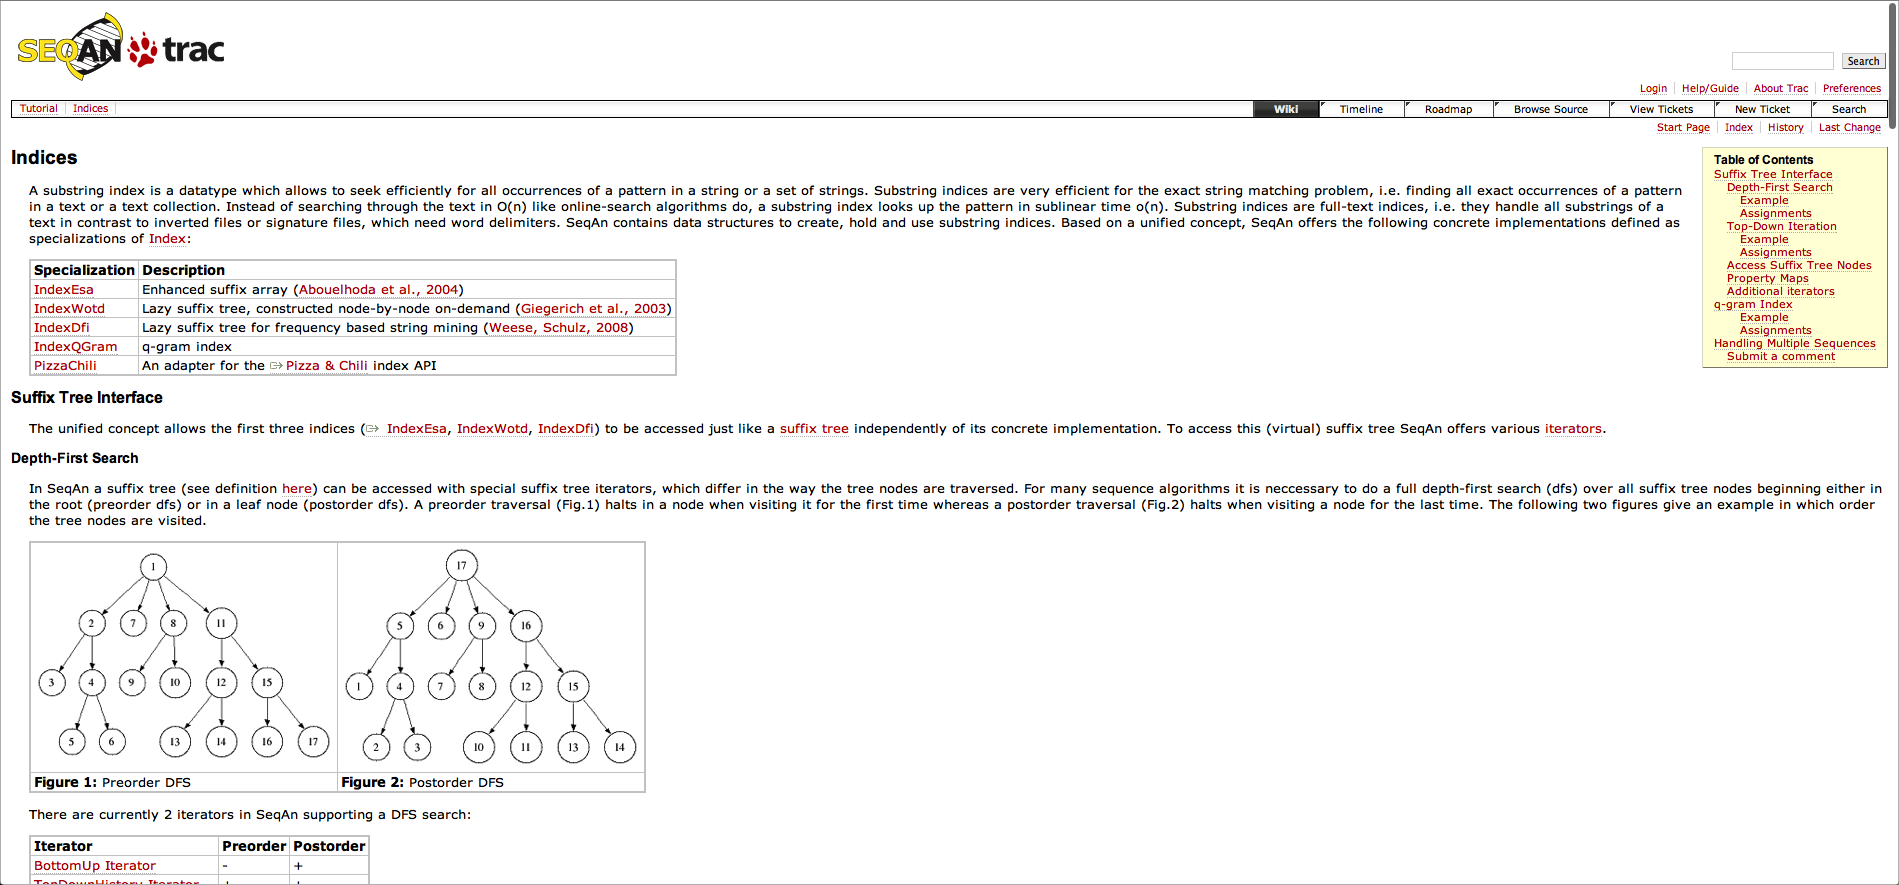 SEQAN trac
Search
Login Help/Guide About Trac Preferences
Tutorial Indices Wiki Timeline Roadmap Browse Source View Tickets New Ticket Search
Start Page Index History Last Change
Indices
A substring index is a datatype which allows to seek efficiently for all occurrences of a pattern in a string or a set of strings. Substring indices are very efficient for the exact string matching problem, i.e. finding all exact occurrences of a pattern
in a text or a text collection. Instead of searching through the text in O(n) like online-search algorithms do, a substring index looks up the pattern in sublinear time o(n). Substring indices are full-text indices, i.e. they handle all substrings of a
text in contrast to inverted files or signature files, which need word delimiters. SeqAn contains data structures to create, hold and use substring indices. Based on a unified concept, SeqAn offers the following concrete implementations defined as
specializations of Index:
Table of Contents
Suffix Tree Interface
Depth-First Search
Example
Assignments
Top-Down Iteration
Example
Assignments
Access Suffix Tree Nodes
Property Maps
Additional iterators
q-gram Index
Example
Assignments
Handling Multiple Sequences
Submit a comment
Specialization Description
IndexEsa Enhanced suffix array (Abouelhoda et al., 2004)
IndexWotd Lazy suffix tree, constructed node-by-node on-demand (Giegerich et al., 2003)
IndexDfi Lazy suffix tree for frequency based string mining (Weese, Schulz, 2008)
IndexQGram q-gram index
PizzaChili An adapter for the Pizza & Chili index API
Suffix Tree Interface
The unified concept allows the first three indices ( IndexEsa, IndexWotd, IndexDfi) to be accessed just like a suffix tree independently of its concrete implementation. To access this (virtual) suffix tree SeqAn offers various iterators.
Depth-First Search
In SeqAn a suffix tree (see definition here) can be accessed with special suffix tree iterators, which differ in the way the tree nodes are traversed. For many sequence algorithms it is neccessary to do a full depth-first search (dfs) over all suffix tree nodes beginning either in
the root (preorder dfs) or in a leaf node (postorder dfs). A preorder traversal (Fig.1) halts in a node when visiting it for the first time whereas a postorder traversal (Fig.2) halts when visiting a node for the last time. The following two figures give an example in which order
the tree nodes are visited.
1
2 7 8 11
3 4 9 10 12 15
5 6 13 14 16 17
17
5 6 9 16
1 4 7 8 12 15
2 3 10 11 13 14
Figure 1: Preorder DFS
Figure 2: Postorder DFS
There are currently 2 iterators in SeqAn supporting a DFS search:
Iterator Preorder Postorder
BottomUp Iterator - +
TopDownHistory Iterator + +